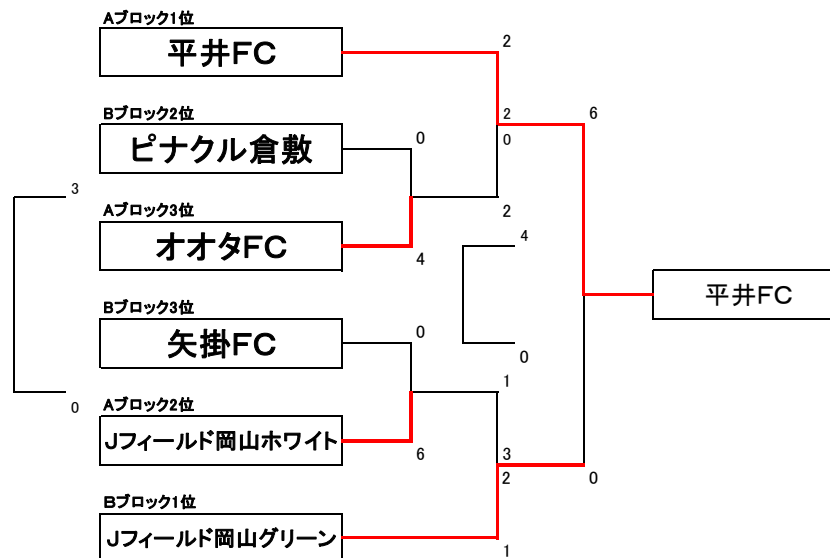 Aブロック1位
平井FC
2
Bブロック2位
2
6
ピナクル倉敷
0
0
3
Aブロック3位
2
オオタFC
4
4
平井FC
Bブロック3位
0
矢掛FC
0
1
Aブロック2位
0
Jフィールド岡山ホワイト
6
3
2
0
Bブロック1位
Jフィールド岡山グリーン
1